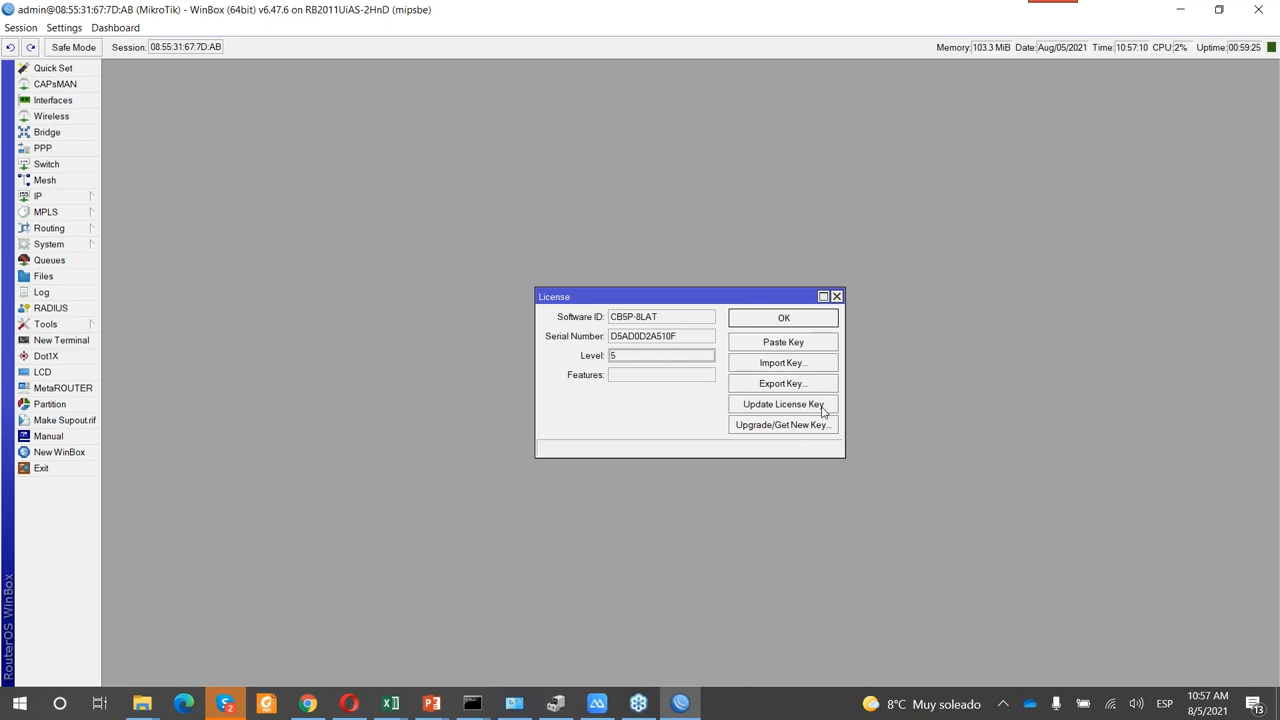 admin@08:55:31:67:7D:AB (MikroTik) - WinBox (64bit) v6.47.6 on RB2011UiAS-2HnD (mipsbe)
Session Settings Dashboard
Safe Mode Session: 08:55:31:67:7D:AB Memory: 103.3 MiB Date: Aug/05/2021 Time: 10:57:10 CPU: 2% Uptime: 00:59:25
Quick Set
CAPsMAN
Interfaces
Wireless
Bridge
PPP
Switch
Mesh
IP
MPLS
Routing
System
Queues
Files
Log
RADIUS
Tools
New Terminal
Dot1X
LCD
MetaROUTER
Partition
Make Supout.rif
Manual
New WinBox
Exit
RouterOS WinBox
License
Software ID: CB5P-8LAT
Serial Number: D5AD0D2A510F
Level: 5
Features:
OK
Paste Key
Import Key...
Export Key...
Update License Key
Upgrade/Get New Key...
8°C Muy soleado
ESP
10:57 AM
8/5/2021
13